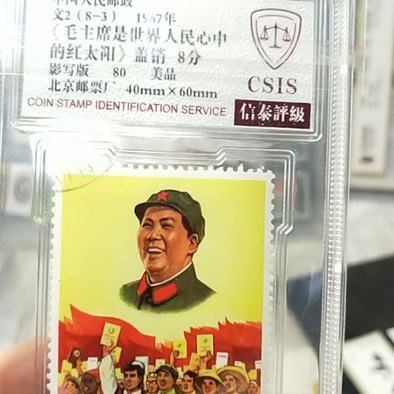 中国人民邮政
文2（8-3） 1967年
《毛主席是世界人民心中
的红太阳》盖销 8分
影写版 80 美品
北京邮票厂 40mm×60mm
COIN STAMP IDENTIFICATION SERVICE
CSIS
信泰評級